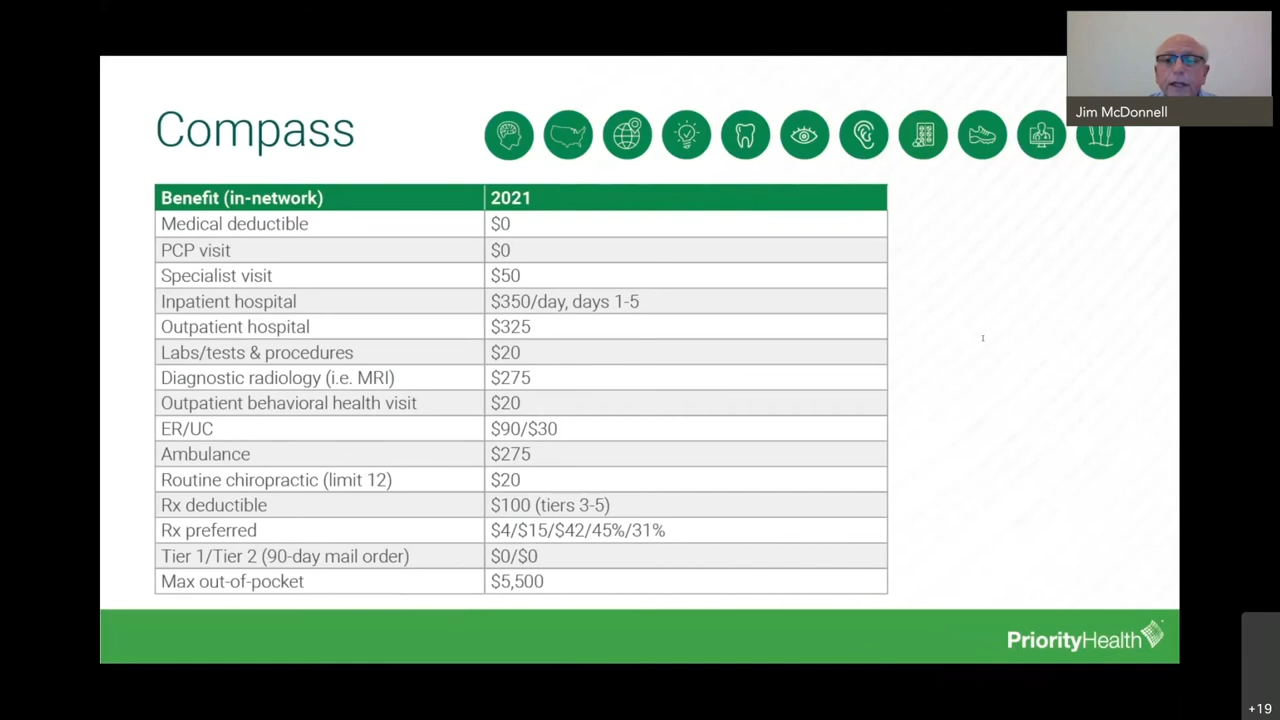 Jim McDonnell
Compass
Benefit (in-network) 2021
Medical deductible $0
PCP visit $0
Specialist visit $50
Inpatient hospital $350/day, days 1-5
Outpatient hospital $325
Labs/tests & procedures $20
Diagnostic radiology (i.e. MRI) $275
Outpatient behavioral health visit $20
ER/UC $90/$30
Ambulance $275
Routine chiropractic (limit 12) $20
Rx deductible $100 (tiers 3-5)
Rx preferred $4/$15/$42/45%/31%
Tier 1/Tier 2 (90-day mail order) $0/$0
Max out-of-pocket $5,500
PriorityHealth
+19